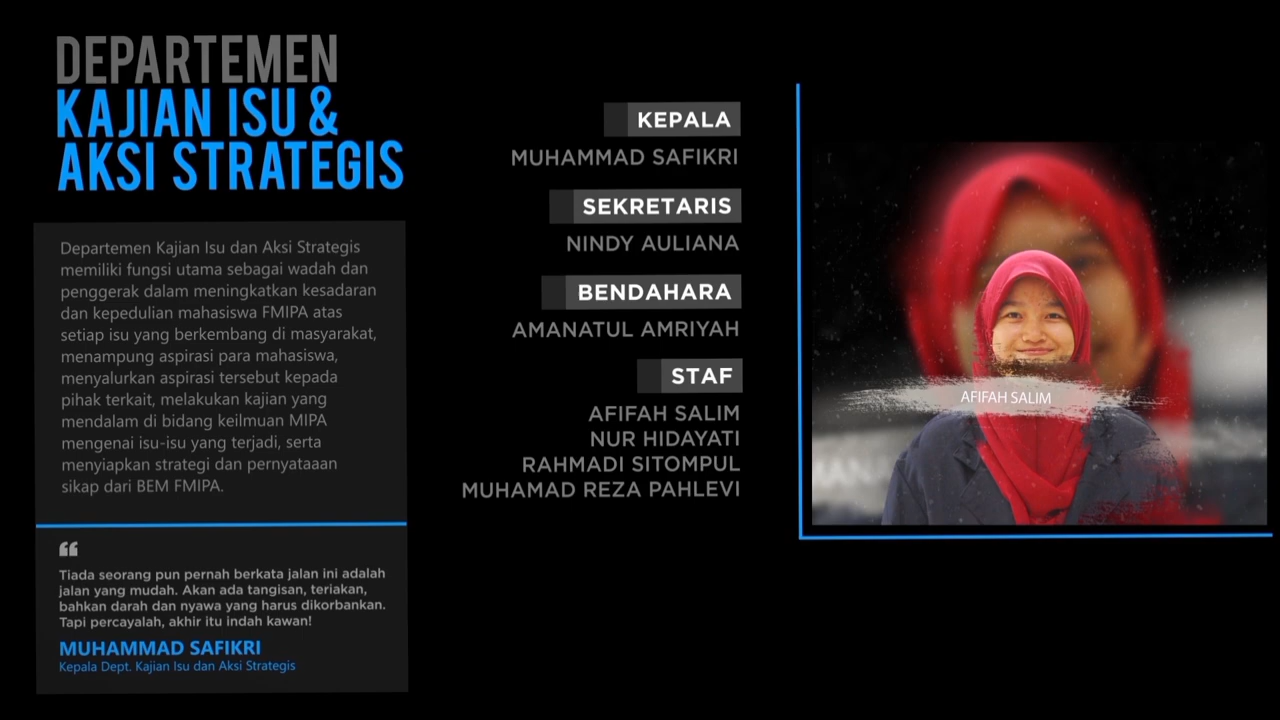 DEPARTEMEN
KAJIAN ISU &
AKSI STRATEGIS
Departemen Kajian Isu dan Aksi Strategis
memiliki fungsi utama sebagai wadah dan
penggerak dalam meningkatkan kesadaran
dan kepedulian mahasiswa FMIPA atas
setiap isu yang berkembang di masyarakat,
menampung aspirasi para mahasiswa,
menyalurkan aspirasi tersebut kepada
pihak terkait, melakukan kajian yang
mendalam di bidang keilmuan MIPA
mengenai isu-isu yang terjadi, serta
menyiapkan strategi dan pernyataaan
sikap dari BEM FMIPA.
“
Tiada seorang pun pernah berkata jalan ini adalah
jalan yang mudah. Akan ada tangisan, teriakan,
bahkan darah dan nyawa yang harus dikorbankan.
Tapi percayalah, akhir itu indah kawan!
MUHAMMAD SAFIKRI
Kepala Dept. Kajian Isu dan Aksi Strategis
KEPALA
MUHAMMAD SAFIKRI
SEKRETARIS
NINDY AULIANA
BENDAHARA
AMANATUL AMRIYAH
STAF
AFIFAH SALIM
NUR HIDAYATI
RAHMADI SITOMPUL
MUHAMAD REZA PAHLEVI
AFIFAH SALIM